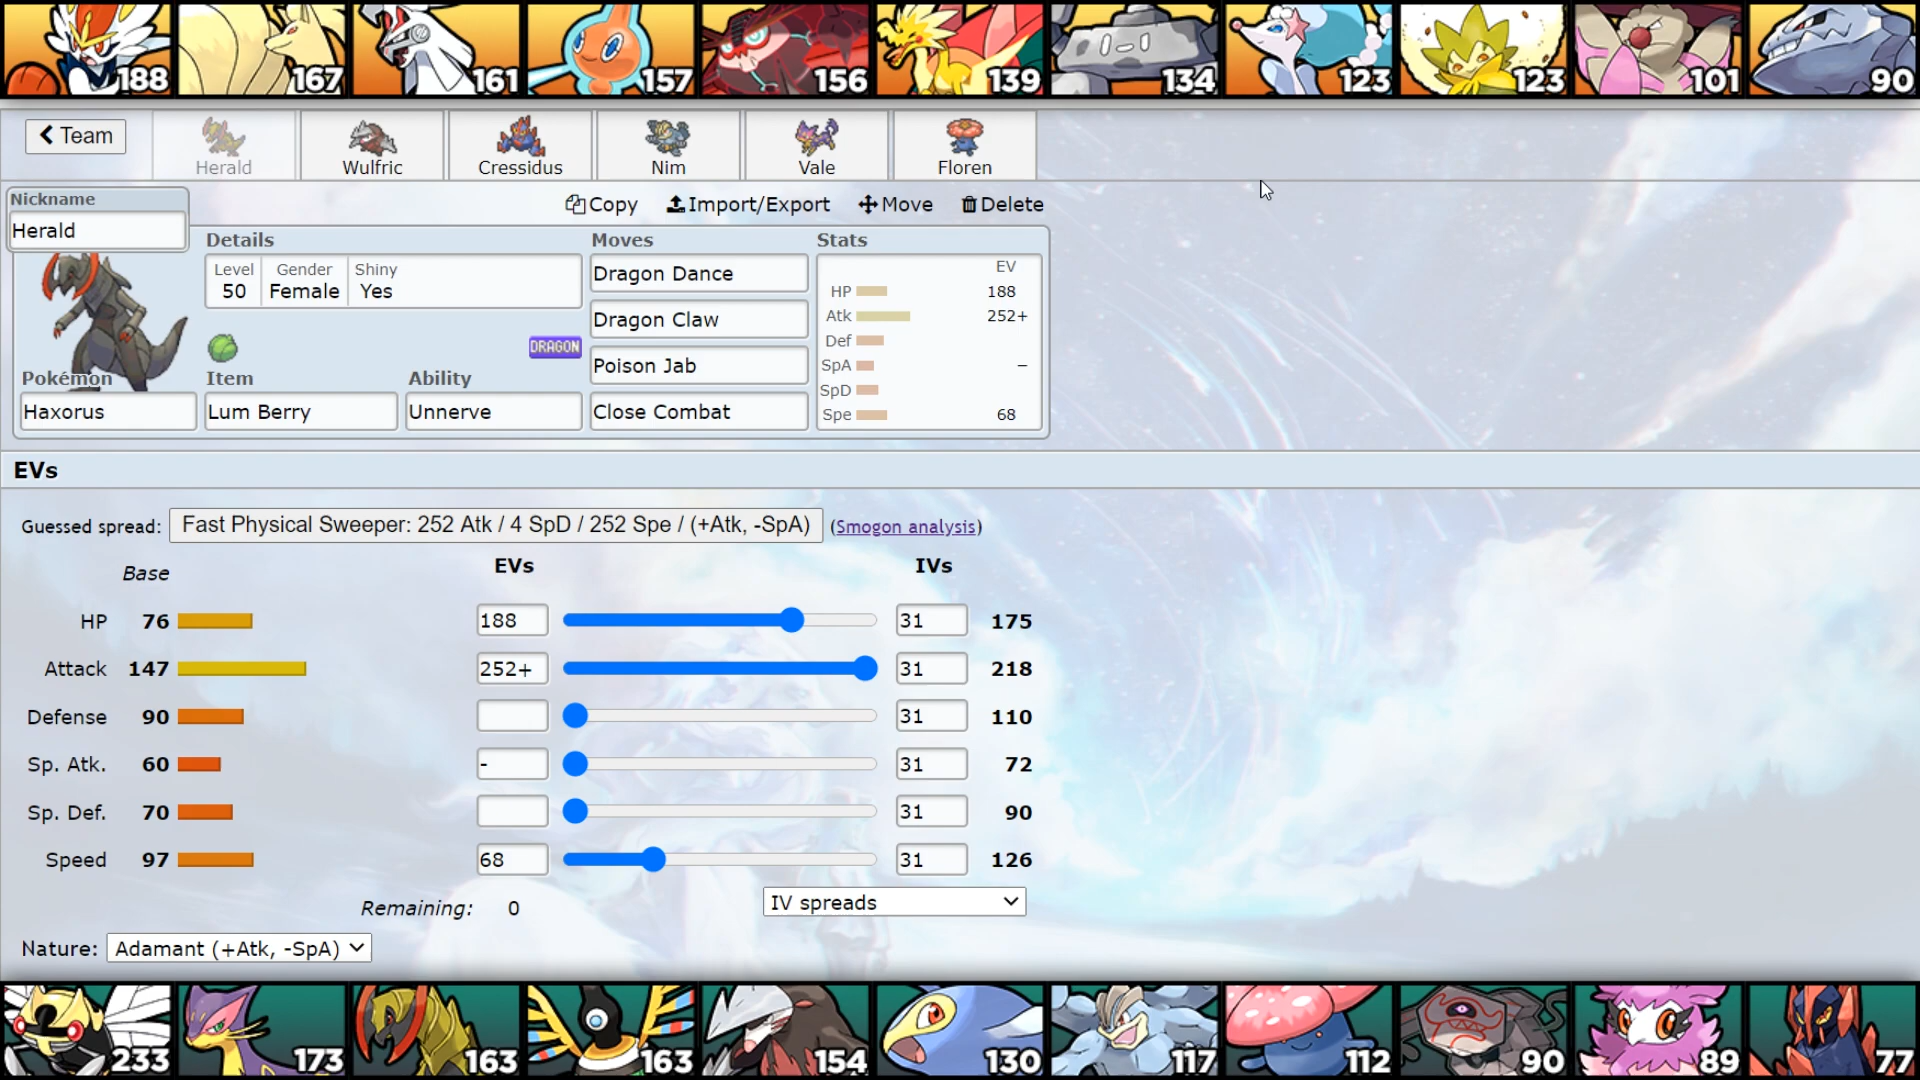 188 167 161 157 156 139 134 123 123 101 90
Team
Herald Wulfric Cressidus Nim Vale Floren
Nickname
Herald
Copy Import/Export Move Delete
Details Moves Stats
Level Gender Shiny
50 Female Yes
DRAGON
Pokémon Item Ability
Haxorus Lum Berry Unnerve
Dragon Dance
Dragon Claw
Poison Jab
Close Combat
EV
HP 188
Atk 252+
Def
SpA −
SpD
Spe 68
EVs
Guessed spread: Fast Physical Sweeper: 252 Atk / 4 SpD / 252 Spe / (+Atk, -SpA) (Smogon analysis)
Base EVs IVs
HP 76 188 31 175
Attack 147 252+ 31 218
Defense 90 31 110
Sp. Atk. 60 - 31 72
Sp. Def. 70 31 90
Speed 97 68 31 126
Remaining: 0 IV spreads
Nature: Adamant (+Atk, -SpA)
233 173 163 163 154 130 117 112 90 89 77